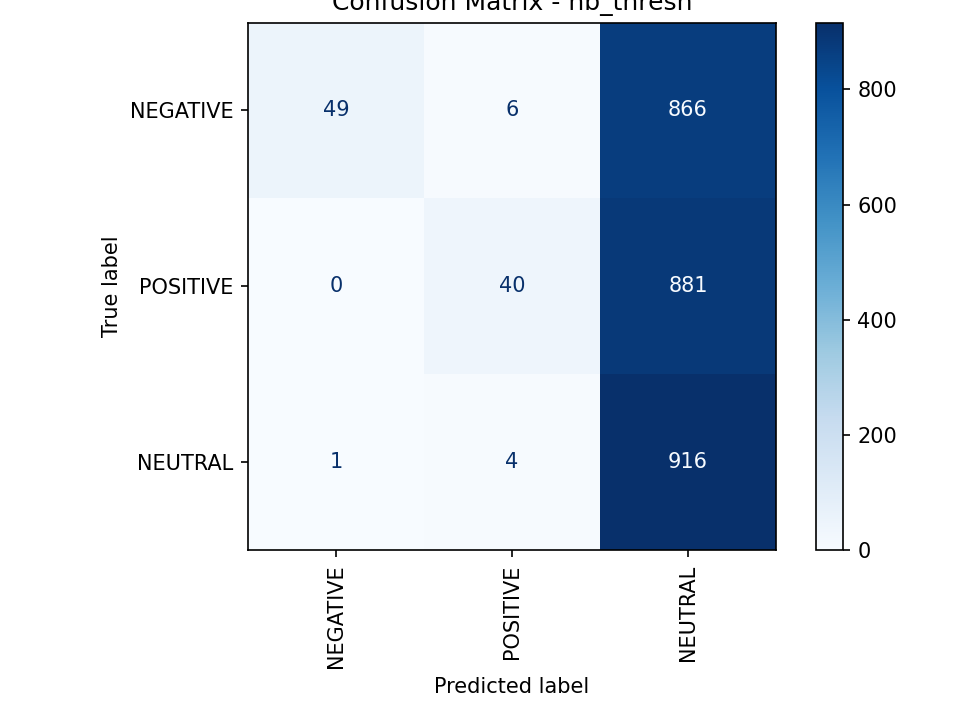 Confusion Matrix - nb_thresh
NEGATIVE 49 6 866
POSITIVE 0 40 881
NEUTRAL 1 4 916
True label
NEGATIVE
POSITIVE
NEUTRAL
Predicted label
800
600
400
200
0